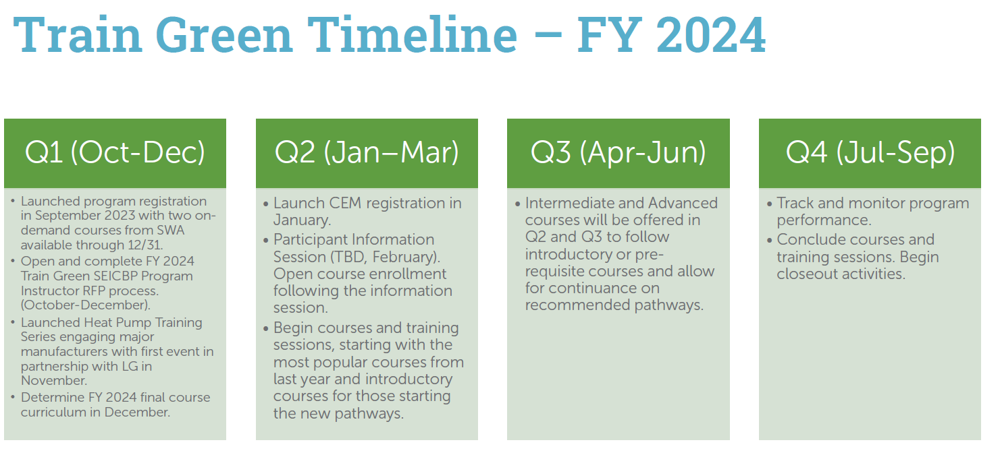 Train Green Timeline – FY 2024
Q1 (Oct-Dec)
• Launched program registration
in September 2023 with two on-
demand courses from SWA
available through 12/31.
• Open and complete FY 2024
Train Green SEICBP Program
Instructor RFP process.
(October-December).
• Launched Heat Pump Training
Series engaging major
manufacturers with first event in
partnership with LG in
November.
• Determine FY 2024 final course
curriculum in December.
Q2 (Jan–Mar)
• Launch CEM registration in
January.
• Participant Information
Session (TBD, February).
Open course enrollment
following the information
session.
• Begin courses and training
sessions, starting with the
most popular courses from
last year and introductory
courses for those starting
the new pathways.
Q3 (Apr-Jun)
• Intermediate and Advanced
courses will be offered in
Q2 and Q3 to follow
introductory or pre-
requisite courses and allow
for continuance on
recommended pathways.
Q4 (Jul-Sep)
• Track and monitor program
performance.
• Conclude courses and
training sessions. Begin
closeout activities.